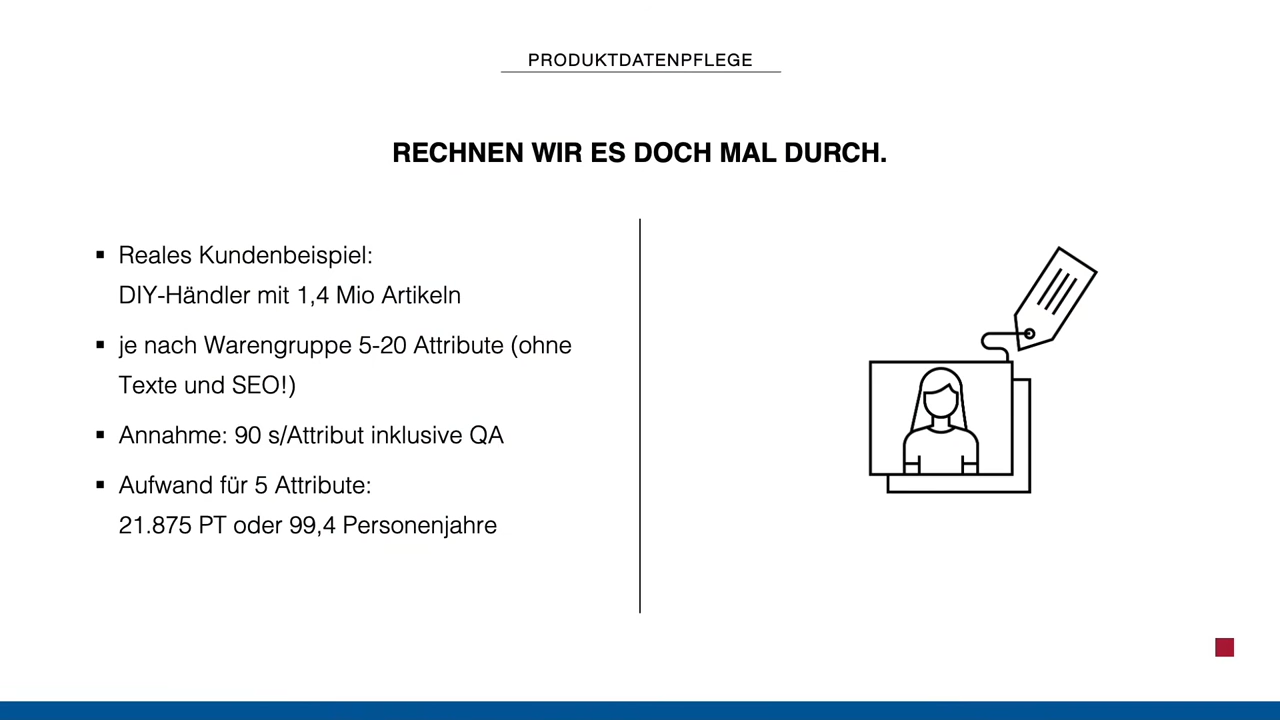 PRODUKTDATENPFLEGE
RECHNEN WIR ES DOCH MAL DURCH.
▪ Reales Kundenbeispiel:
DIY-Händler mit 1,4 Mio Artikeln
▪ je nach Warengruppe 5-20 Attribute (ohne
Texte und SEO!)
▪ Annahme: 90 s/Attribut inklusive QA
▪ Aufwand für 5 Attribute:
21.875 PT oder 99,4 Personenjahre